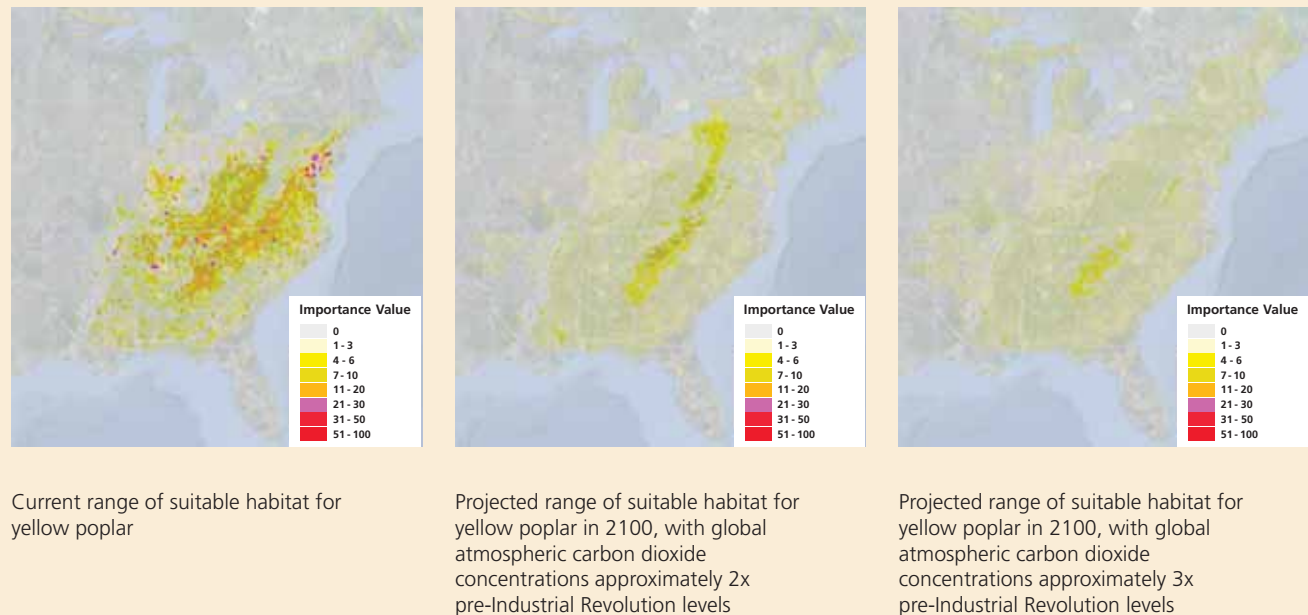 Importance Value
0
1 - 3
4 - 6
7 - 10
11 - 20
21 - 30
31 - 50
51 - 100
Importance Value
0
1 - 3
4 - 6
7 - 10
11 - 20
21 - 30
31 - 50
51 - 100
Importance Value
0
1 - 3
4 - 6
7 - 10
11 - 20
21 - 30
31 - 50
51 - 100
Current range of suitable habitat for
yellow poplar
Projected range of suitable habitat for
yellow poplar in 2100, with global
atmospheric carbon dioxide
concentrations approximately 2x
pre-Industrial Revolution levels
Projected range of suitable habitat for
yellow poplar in 2100, with global
atmospheric carbon dioxide
concentrations approximately 3x
pre-Industrial Revolution levels